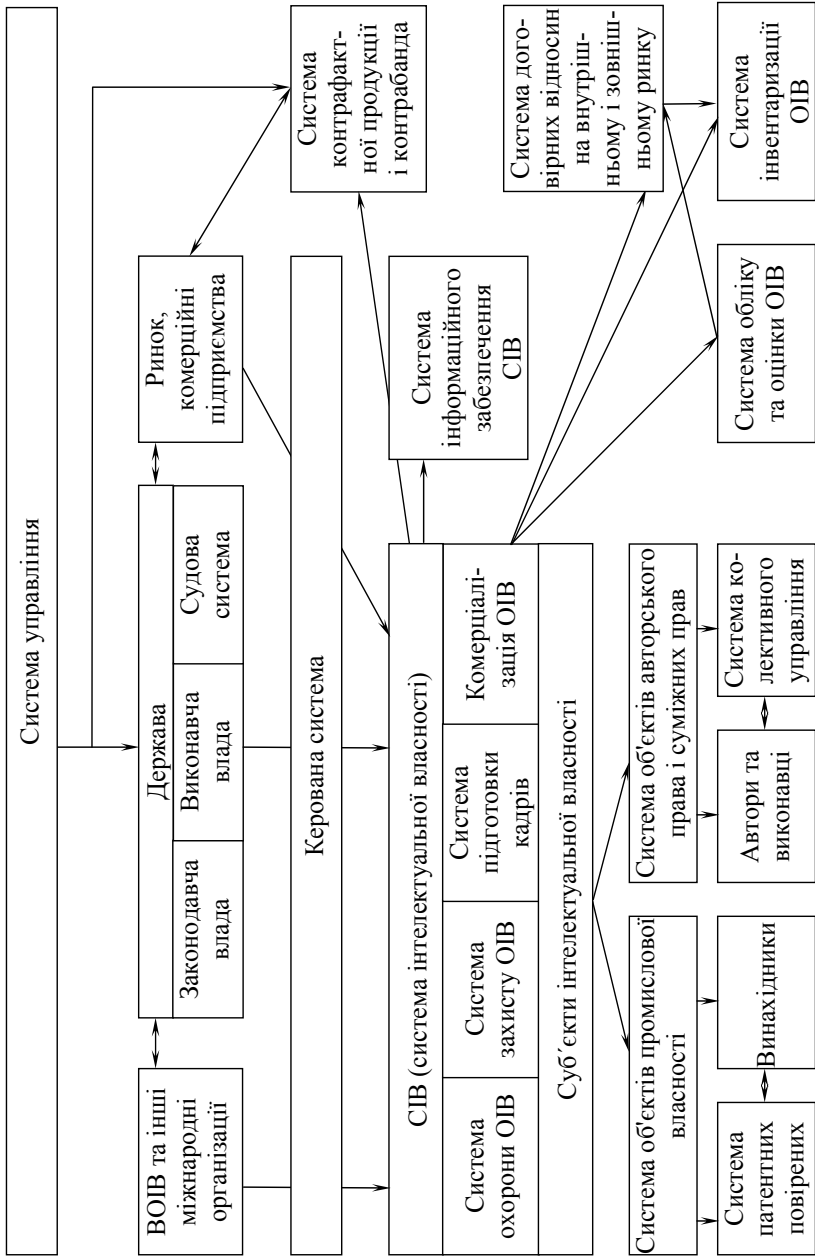 Система управління
ВОІВ та інші
міжнародні
організації
Держава
Законодавча
влада
Виконавча
влада
Судова
система
Ринок,
комерційні
підприємства
Система
контрафакт-
ної продукції
і контрабанда
Керована система
СІВ (система інтелектуальної власності)
Система
охорони ОІВ
Система
захисту ОІВ
Система
підготовки
кадрів
Комерціалі-
зація ОІВ
Система
інформаційного
забезпечення
СІВ
Суб´єкти інтелектуальної власності
Система дого-
вірних відносин
на внутріш-
ньому і зовніш-
ньому ринку
Система об'єктів промислової
власності
Система об'єктів авторського
права і суміжних прав
Система
патентних
повірених
Винахідники
Автори та
виконавці
Система ко-
лективного
управління
Система обліку
та оцінки ОІВ
Система
інвентаризації
ОІВ